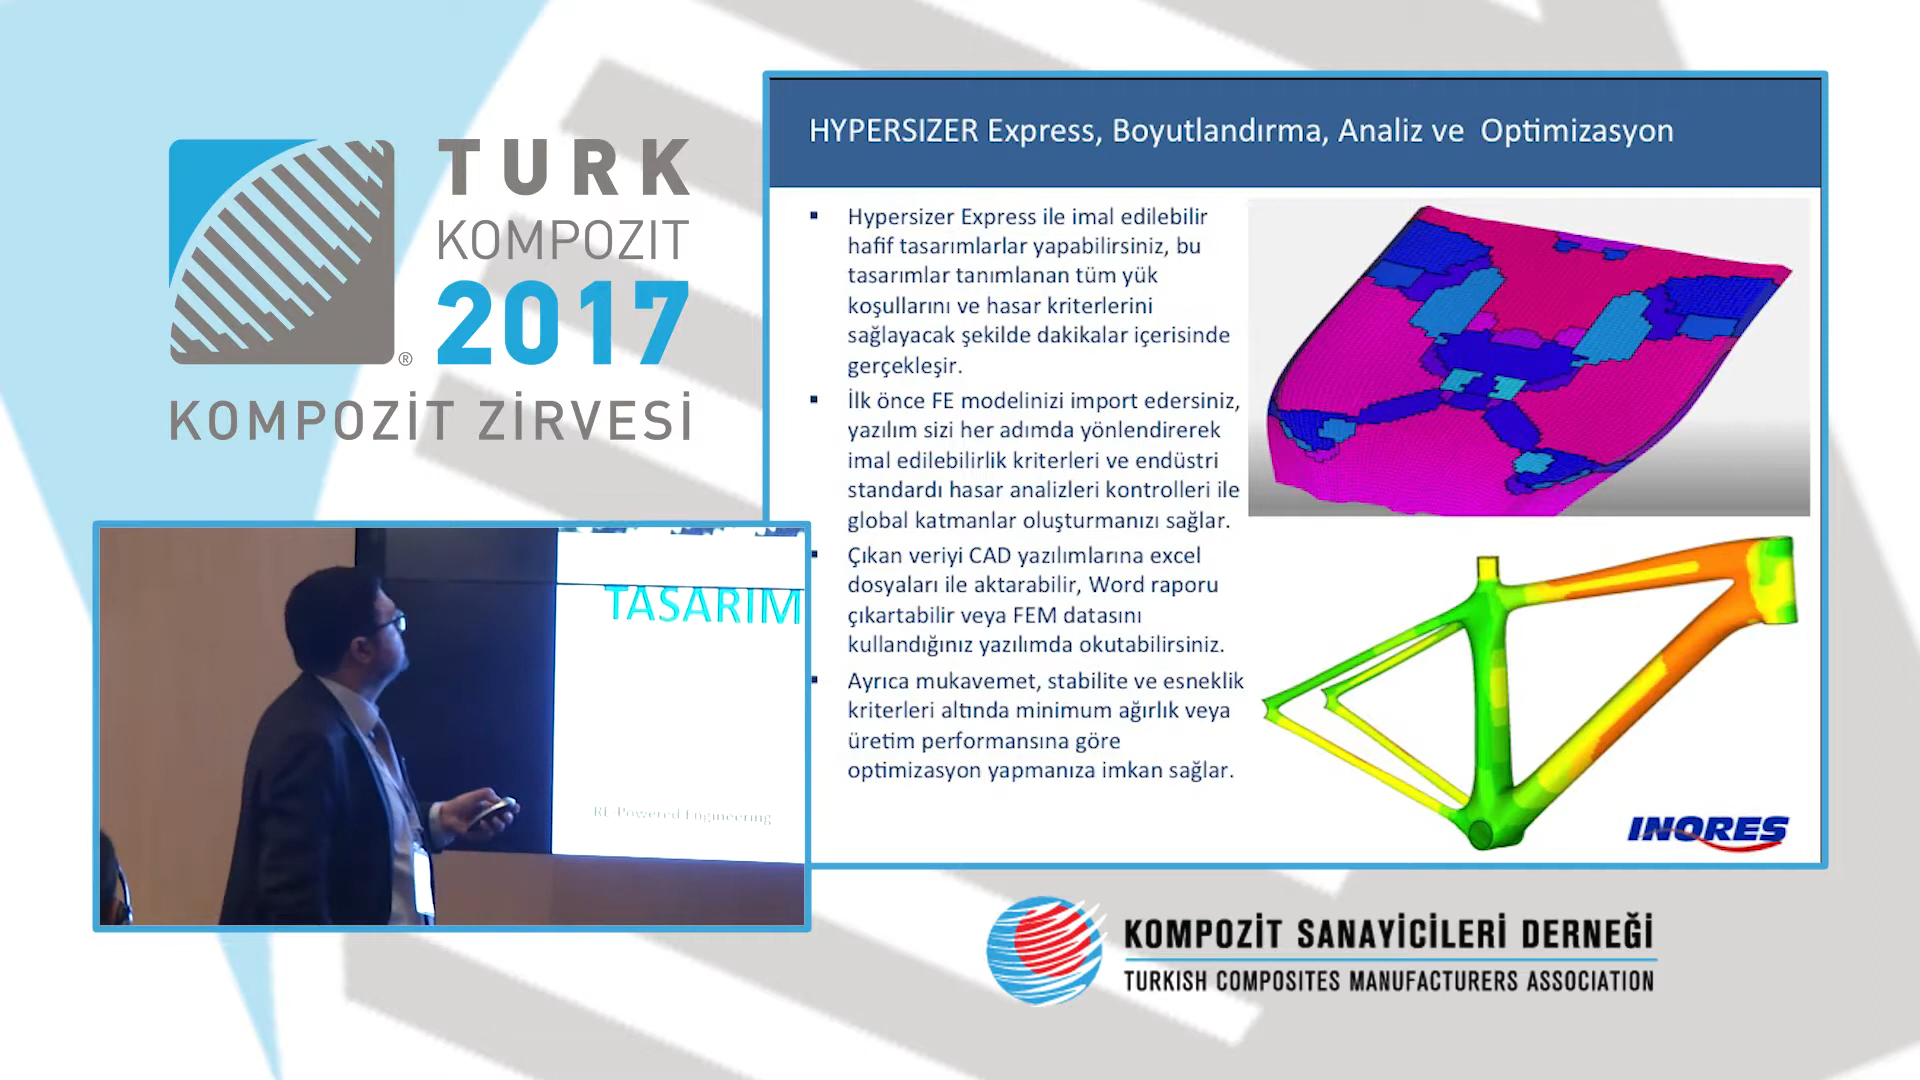 TURK
KOMPOZIT
2017
®
KOMPOZİT ZİRVESİ
HYPERSIZER Express, Boyutlandırma, Analiz ve Optimizasyon
▪ Hypersizer Express ile imal edilebilir
hafif tasarımlarlar yapabilirsiniz, bu
tasarımlar tanımlanan tüm yük
koşullarını ve hasar kriterlerini
sağlayacak şekilde dakikalar içerisinde
gerçekleşir.
▪ İlk önce FE modelinizi import edersiniz,
yazılım sizi her adımda yönlendirerek
imal edilebilirlik kriterleri ve endüstri
standardı hasar analizleri kontrolleri ile
global katmanlar oluşturmanızı sağlar.
▪ Çıkan veriyi CAD yazılımlarına excel
dosyaları ile aktarabilir, Word raporu
çıkartabilir veya FEM datasını
kullandığınız yazılımda okutabilirsiniz.
▪ Ayrıca mukavemet, stabilite ve esneklik
kriterleri altında minimum ağırlık veya
üretim performansına göre
optimizasyon yapmanıza imkan sağlar.
INORES
TASARIM
RE-Powered Engineering
KOMPOZİT SANAYİCİLERİ DERNEĞİ
TURKISH COMPOSITES MANUFACTURERS ASSOCIATION